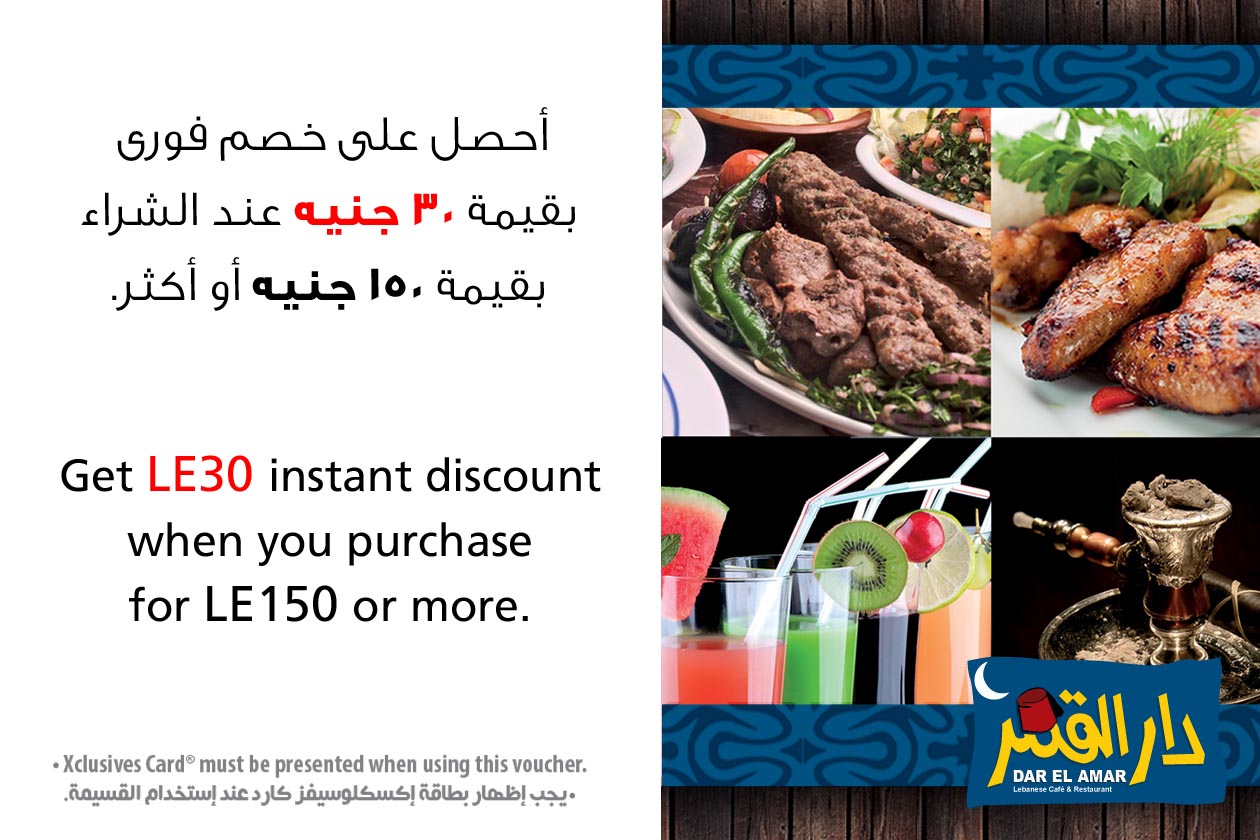 أحصل على خصم فورى
بقيمة ٣٠ جنيه عند الشراء
بقيمة ١٥٠ جنيه أو أكثر.
Get LE30 instant discount
when you purchase
for LE150 or more.
• Xclusives Card® must be presented when using this voucher.
• يجب إظهار بطاقة إكسكلوسيفز كارد عند إستخدام القسيمة.
دار القمر
DAR EL AMAR
Lebanese Café & Restaurant